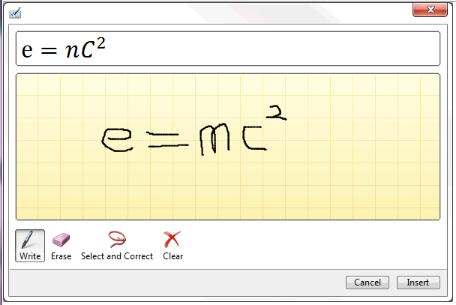 e = nC²
e = mc²
Write Erase Select and Correct Clear
Cancel Insert